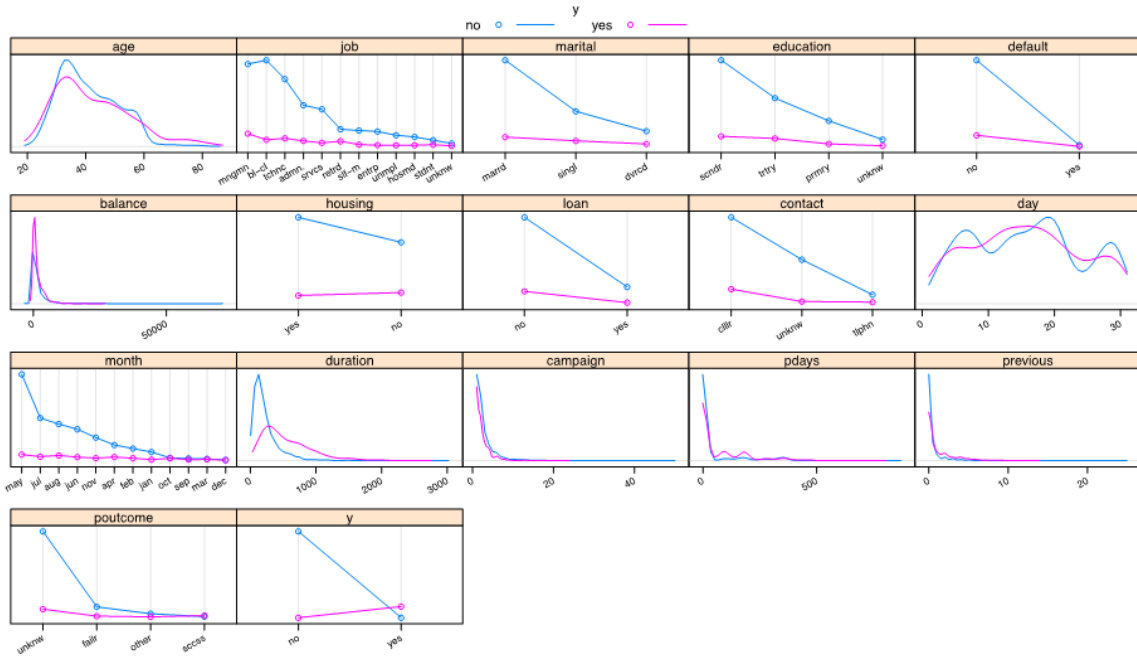 y
no yes
age job marital education default
20 40 60 80
mngmn bl-cl tchnc admn srvcs retrd slf-m entrp unmpl hosmd stdnt unknw
marrd singl dvrcd
scndr trtry prmry unknw
no yes
balance housing loan contact day
0 50000
yes no
no yes
cllr unknw tlphn
0 10 20 30
month duration campaign pdays previous
may jul aug jun nov apr feb jan oct sep mar dec
0 1000 2000 3000
0 20 40
0 500
0 10 20
poutcome y
unknw failr other sccss
no yes